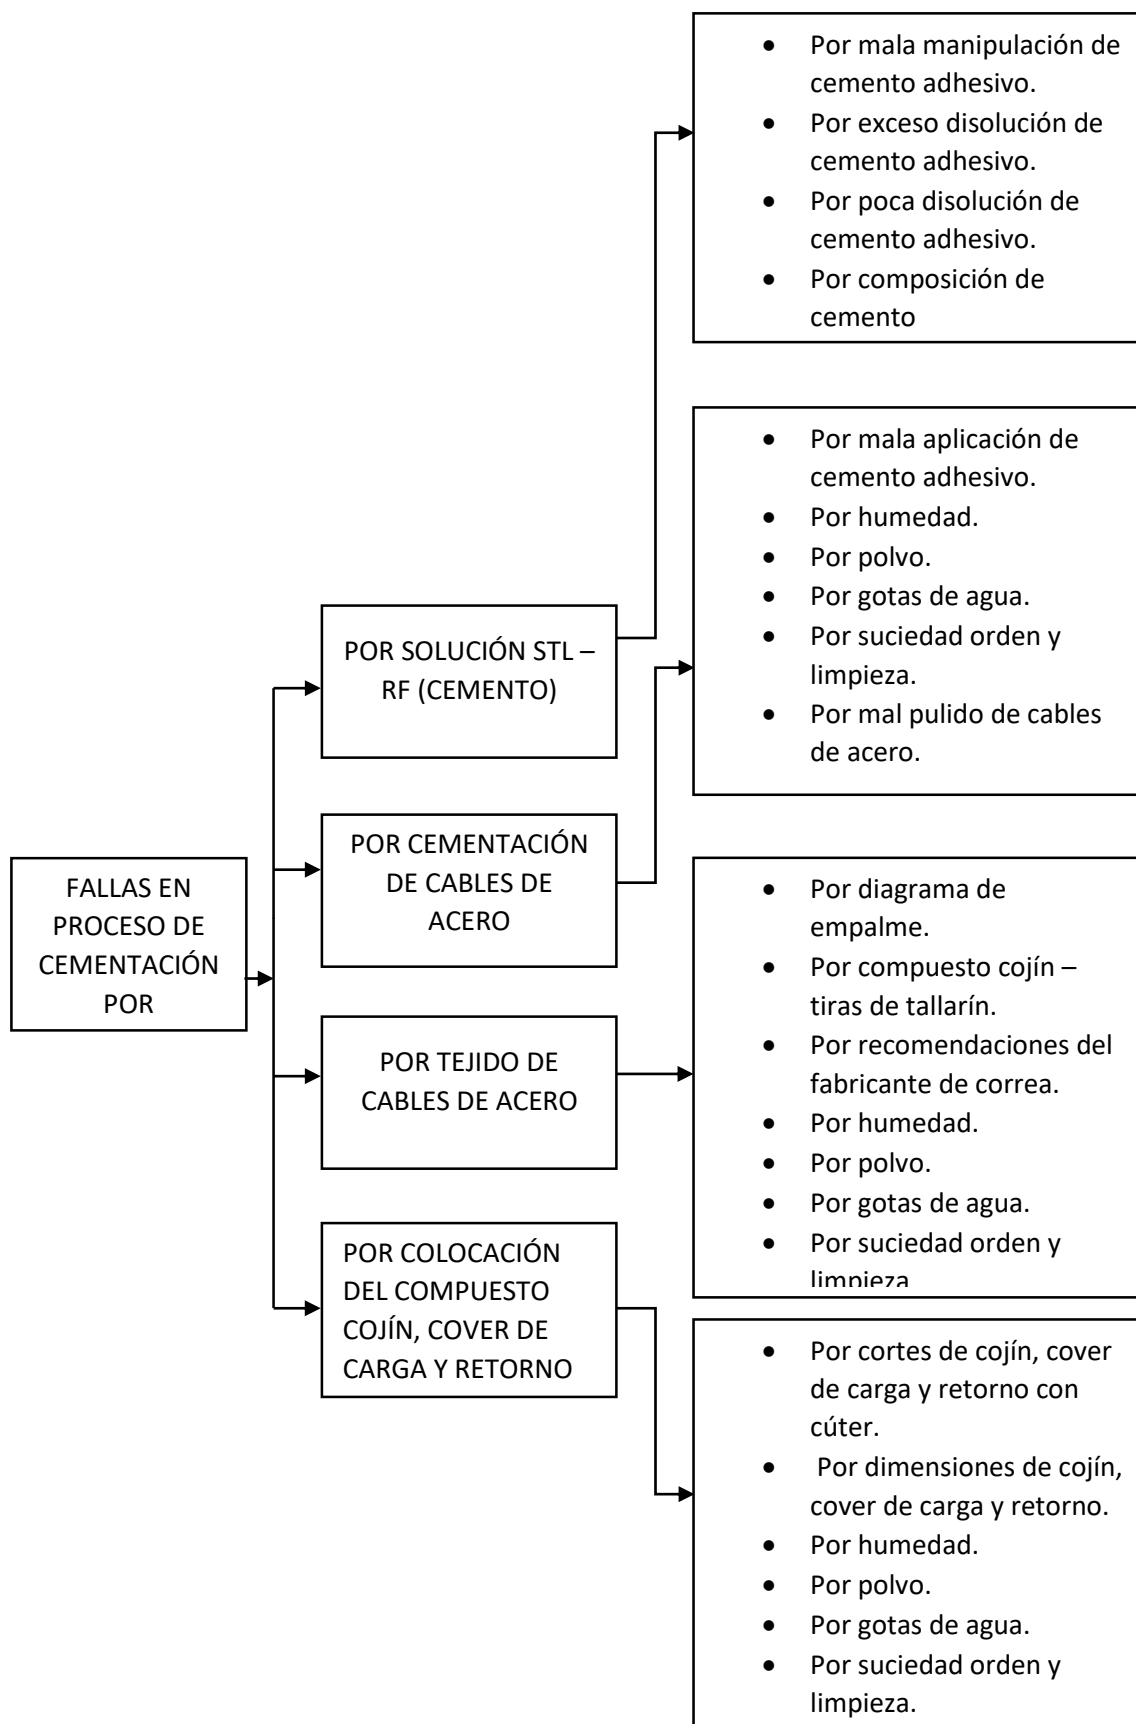 FALLAS EN
PROCESO DE
CEMENTACIÓN
POR
POR SOLUCIÓN STL –
RF (CEMENTO)
POR CEMENTACIÓN
DE CABLES DE
ACERO
POR TEJIDO DE
CABLES DE ACERO
POR COLOCACIÓN
DEL COMPUESTO
COJÍN, COVER DE
CARGA Y RETORNO
• Por mala manipulación de
cemento adhesivo.
• Por exceso disolución de
cemento adhesivo.
• Por poca disolución de
cemento adhesivo.
• Por composición de
cemento
• Por mala aplicación de
cemento adhesivo.
• Por humedad.
• Por polvo.
• Por gotas de agua.
• Por suciedad orden y
limpieza.
• Por mal pulido de cables
de acero.
• Por diagrama de
empalme.
• Por compuesto cojín –
tiras de tallarín.
• Por recomendaciones del
fabricante de correa.
• Por humedad.
• Por polvo.
• Por gotas de agua.
• Por suciedad orden y
limpieza
• Por cortes de cojín, cover
de carga y retorno con
cúter.
• Por dimensiones de cojín,
cover de carga y retorno.
• Por humedad.
• Por polvo.
• Por gotas de agua.
• Por suciedad orden y
limpieza.